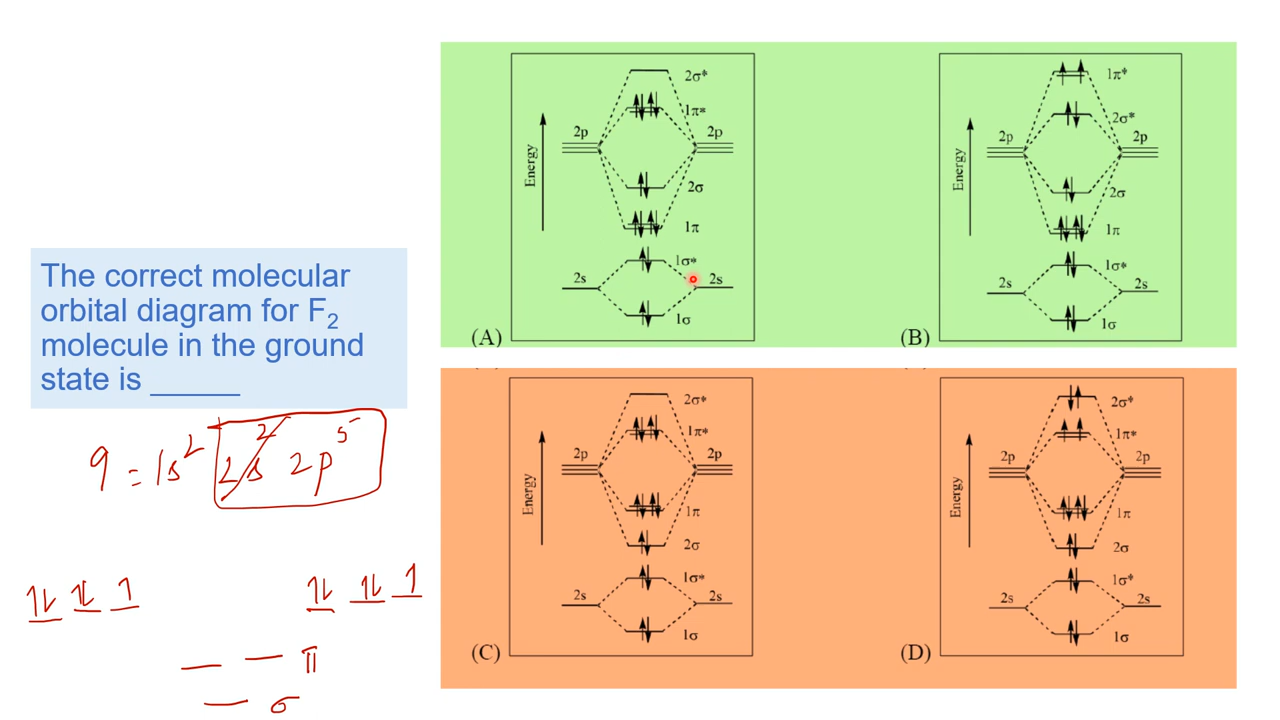 The correct molecular
orbital diagram for F₂
molecule in the ground
state is ______
9 = 1s² 2s² 2p⁵
π
σ
(A)
Energy
2σ*
1π*
2p 2p
2σ
1π
1σ*
2s 2s
1σ
(B)
Energy
1π*
2σ*
2p 2p
2σ
1π
1σ*
2s 2s
1σ
(C)
Energy
2σ*
1π*
2p 2p
1π
2σ
1σ*
2s 2s
1σ
(D)
Energy
2σ*
1π*
2p 2p
1π
2σ
1σ*
2s 2s
1σ